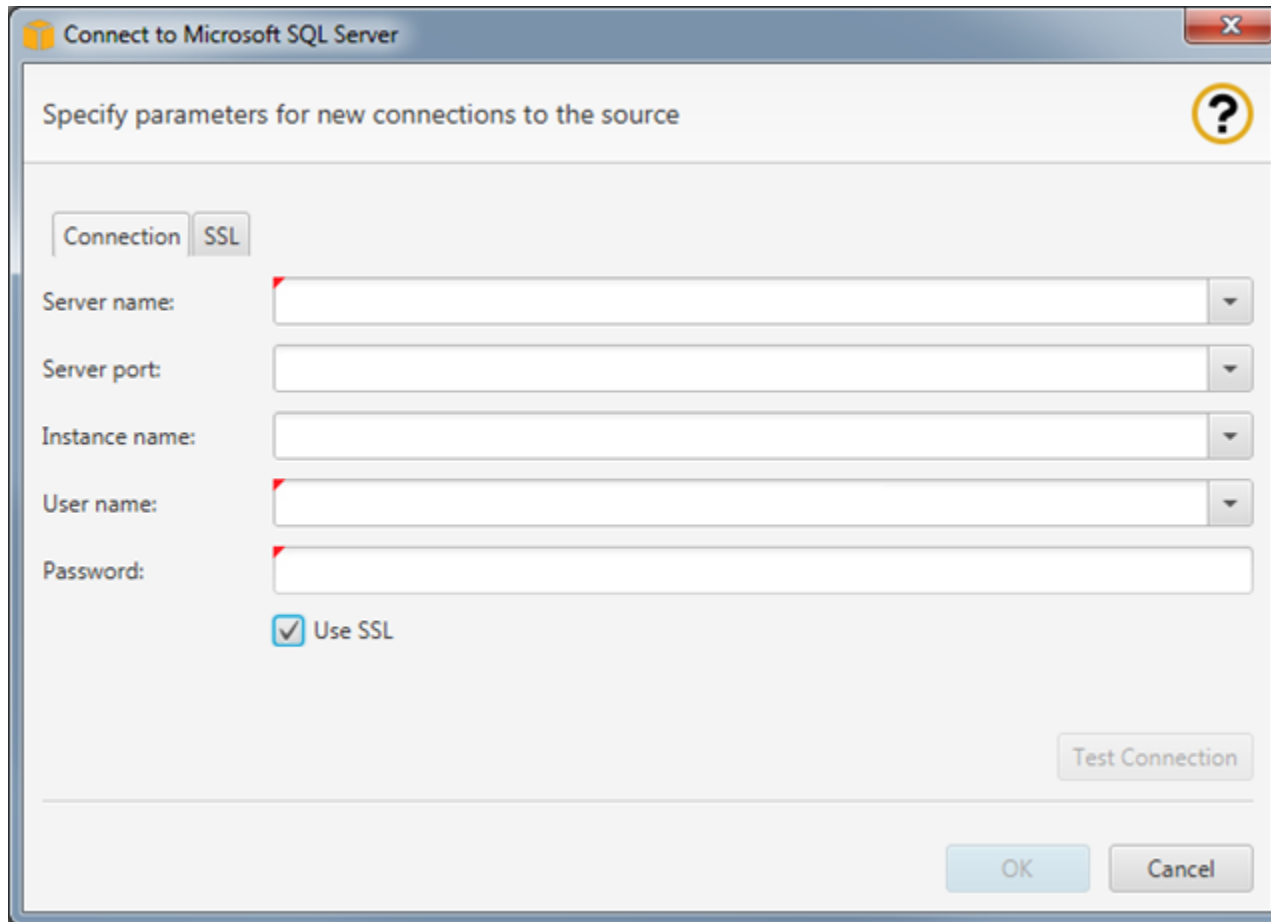 Connect to Microsoft SQL Server
Specify parameters for new connections to the source
?
Connection SSL
Server name:
Server port:
Instance name:
User name:
Password:
Use SSL
Test Connection
OK Cancel